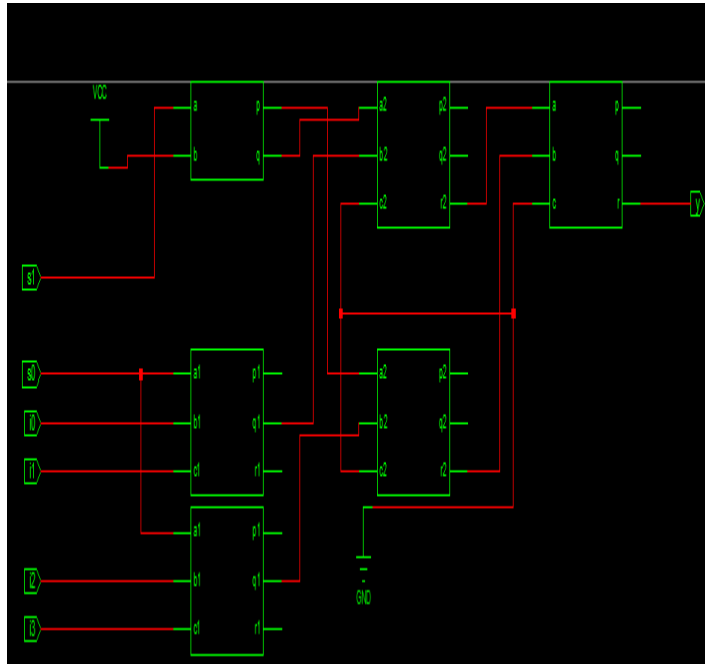 VCC
a p a2 p2 a p
b q b2 q2 b q
c2 r2 c r y
s1
s0 a1 p1 a2 p2
i0 b1 q1 b2 q2
i1 c1 r1 c2 r2
a1 p1
i2 b1 q1
GND
i3 c1 r1